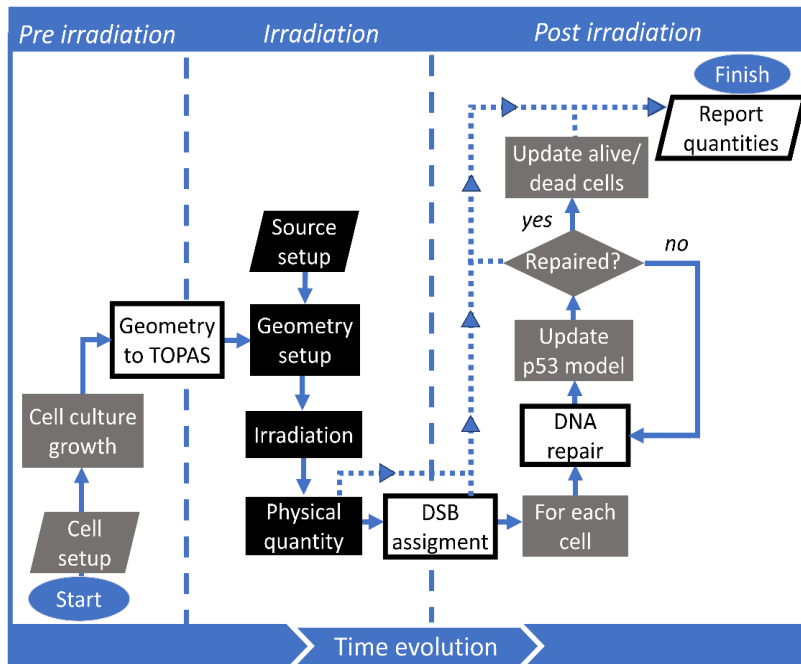 Pre irradiation
Irradiation
Post irradiation
Finish
Report
quantities
Update alive/
dead cells
yes
no
Source
setup
Repaired?
Geometry
to TOPAS
Geometry
setup
Update
p53 model
Cell culture
growth
Irradiation
DNA
repair
Physical
quantity
DSB
assigment
For each
cell
Cell
setup
Start
Time evolution